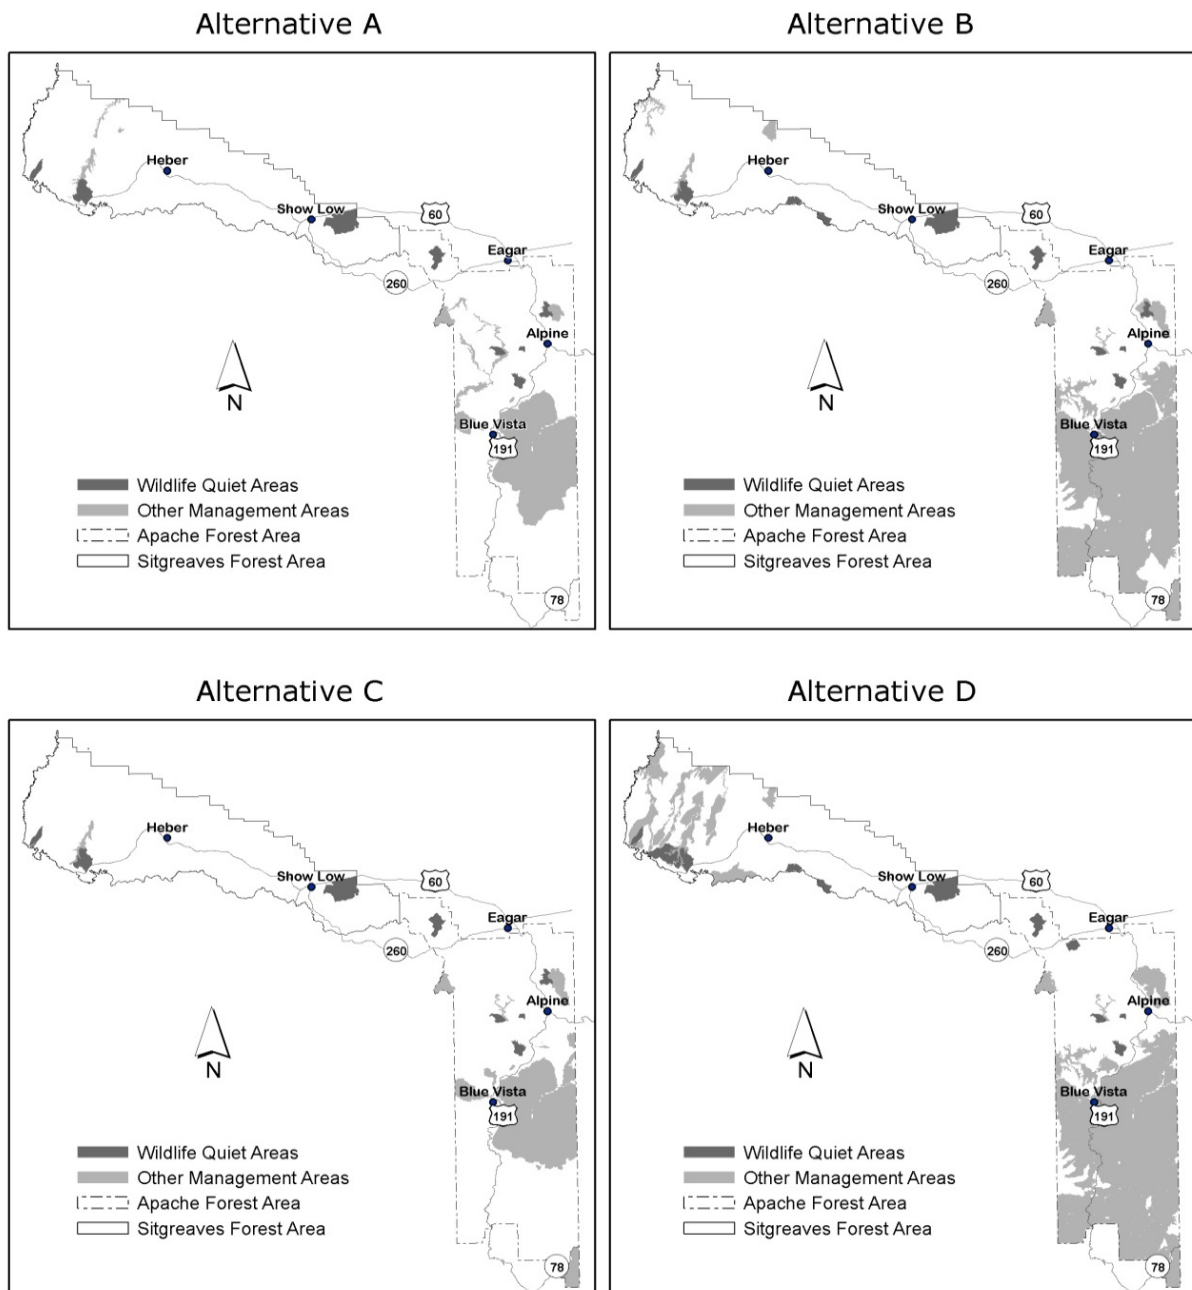 Alternative A
Heber
Show Low
60
Eagar
260
Alpine
N
Blue Vista
191
Wildlife Quiet Areas
Other Management Areas
Apache Forest Area
Sitgreaves Forest Area
78
Alternative B
Heber
Show Low
60
Eagar
260
Alpine
N
Blue Vista
191
Wildlife Quiet Areas
Other Management Areas
Apache Forest Area
Sitgreaves Forest Area
78
Alternative C
Heber
Show Low
60
Eagar
260
Alpine
N
Blue Vista
191
Wildlife Quiet Areas
Other Management Areas
Apache Forest Area
Sitgreaves Forest Area
78
Alternative D
Heber
Show Low
60
Eagar
260
Alpine
N
Blue Vista
191
Wildlife Quiet Areas
Other Management Areas
Apache Forest Area
Sitgreaves Forest Area
78